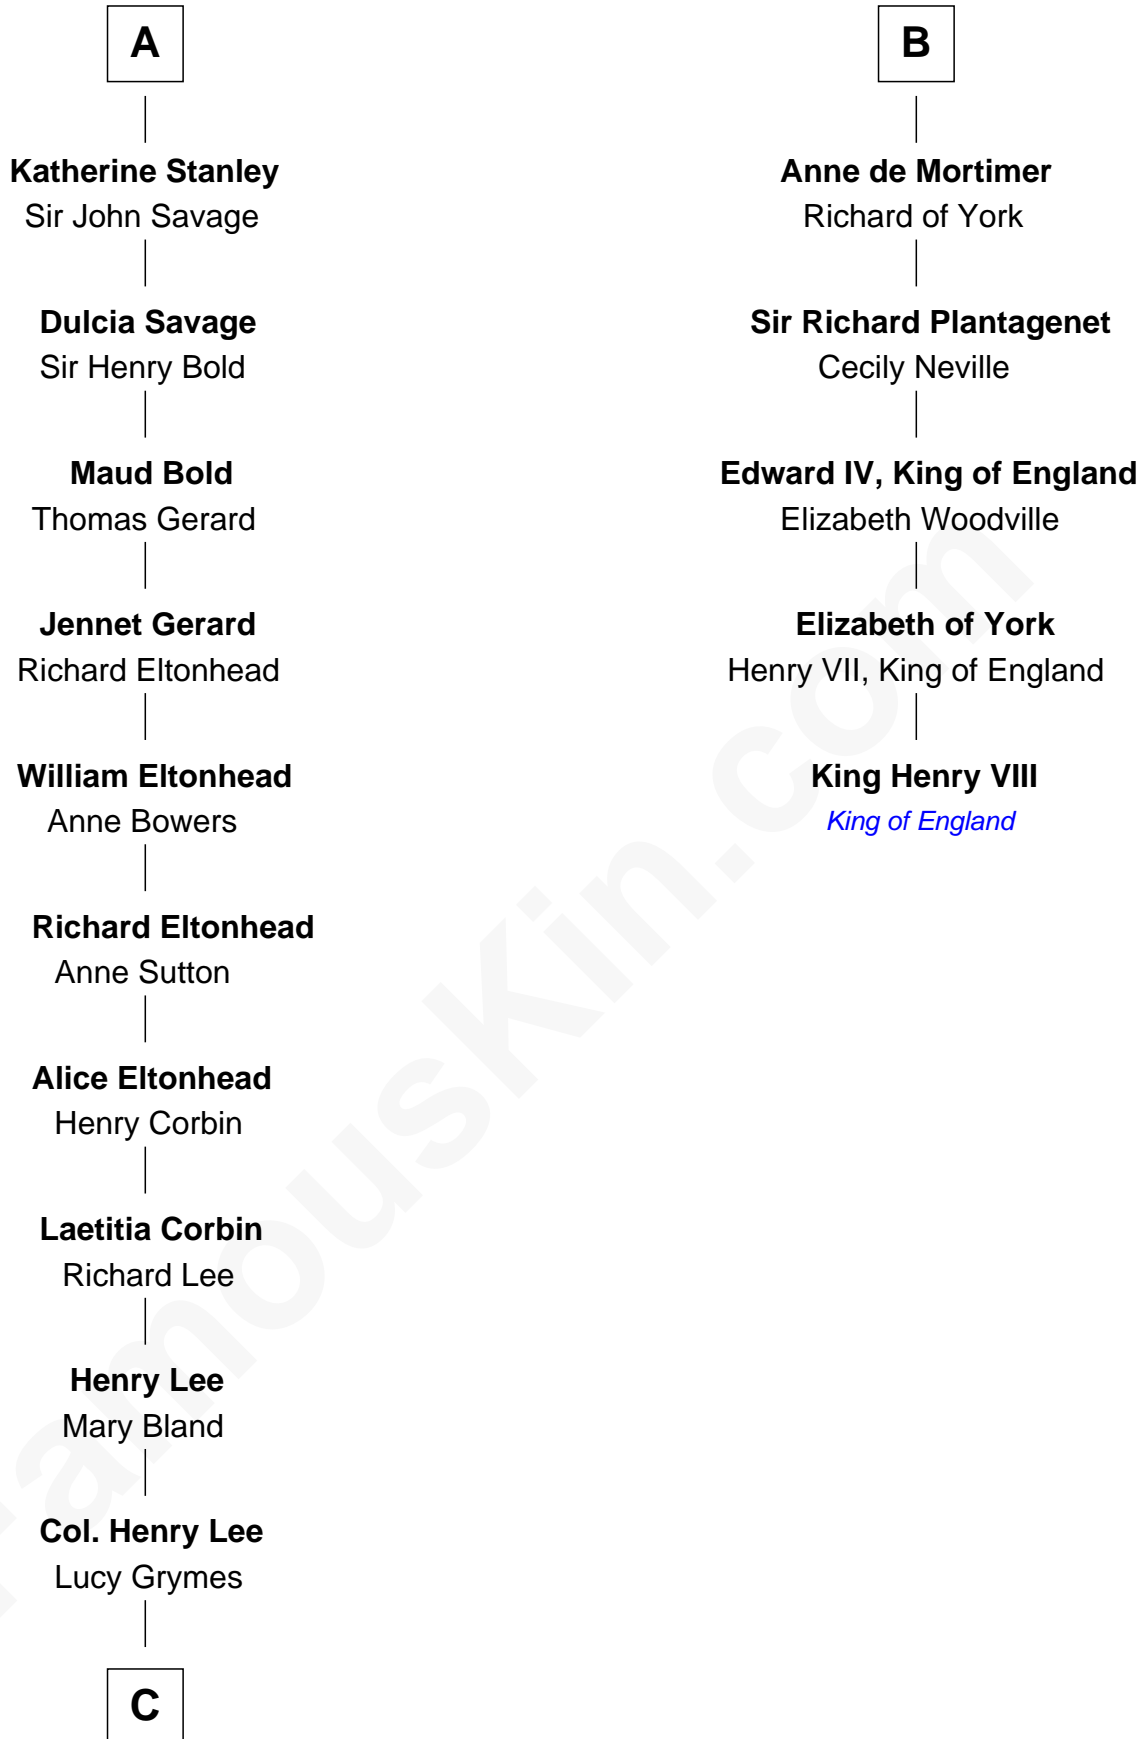 A
Katherine Stanley
Sir John Savage
Dulcia Savage
Sir Henry Bold
Maud Bold
Thomas Gerard
Jennet Gerard
Richard Eltonhead
William Eltonhead
Anne Bowers
Richard Eltonhead
Anne Sutton
Alice Eltonhead
Henry Corbin
Laetitia Corbin
Richard Lee
Henry Lee
Mary Bland
Col. Henry Lee
Lucy Grymes
C
B
Anne de Mortimer
Richard of York
Sir Richard Plantagenet
Cecily Neville
Edward IV, King of England
Elizabeth Woodville
Elizabeth of York
Henry VII, King of England
King Henry VIII
King of England
FamousKin.com